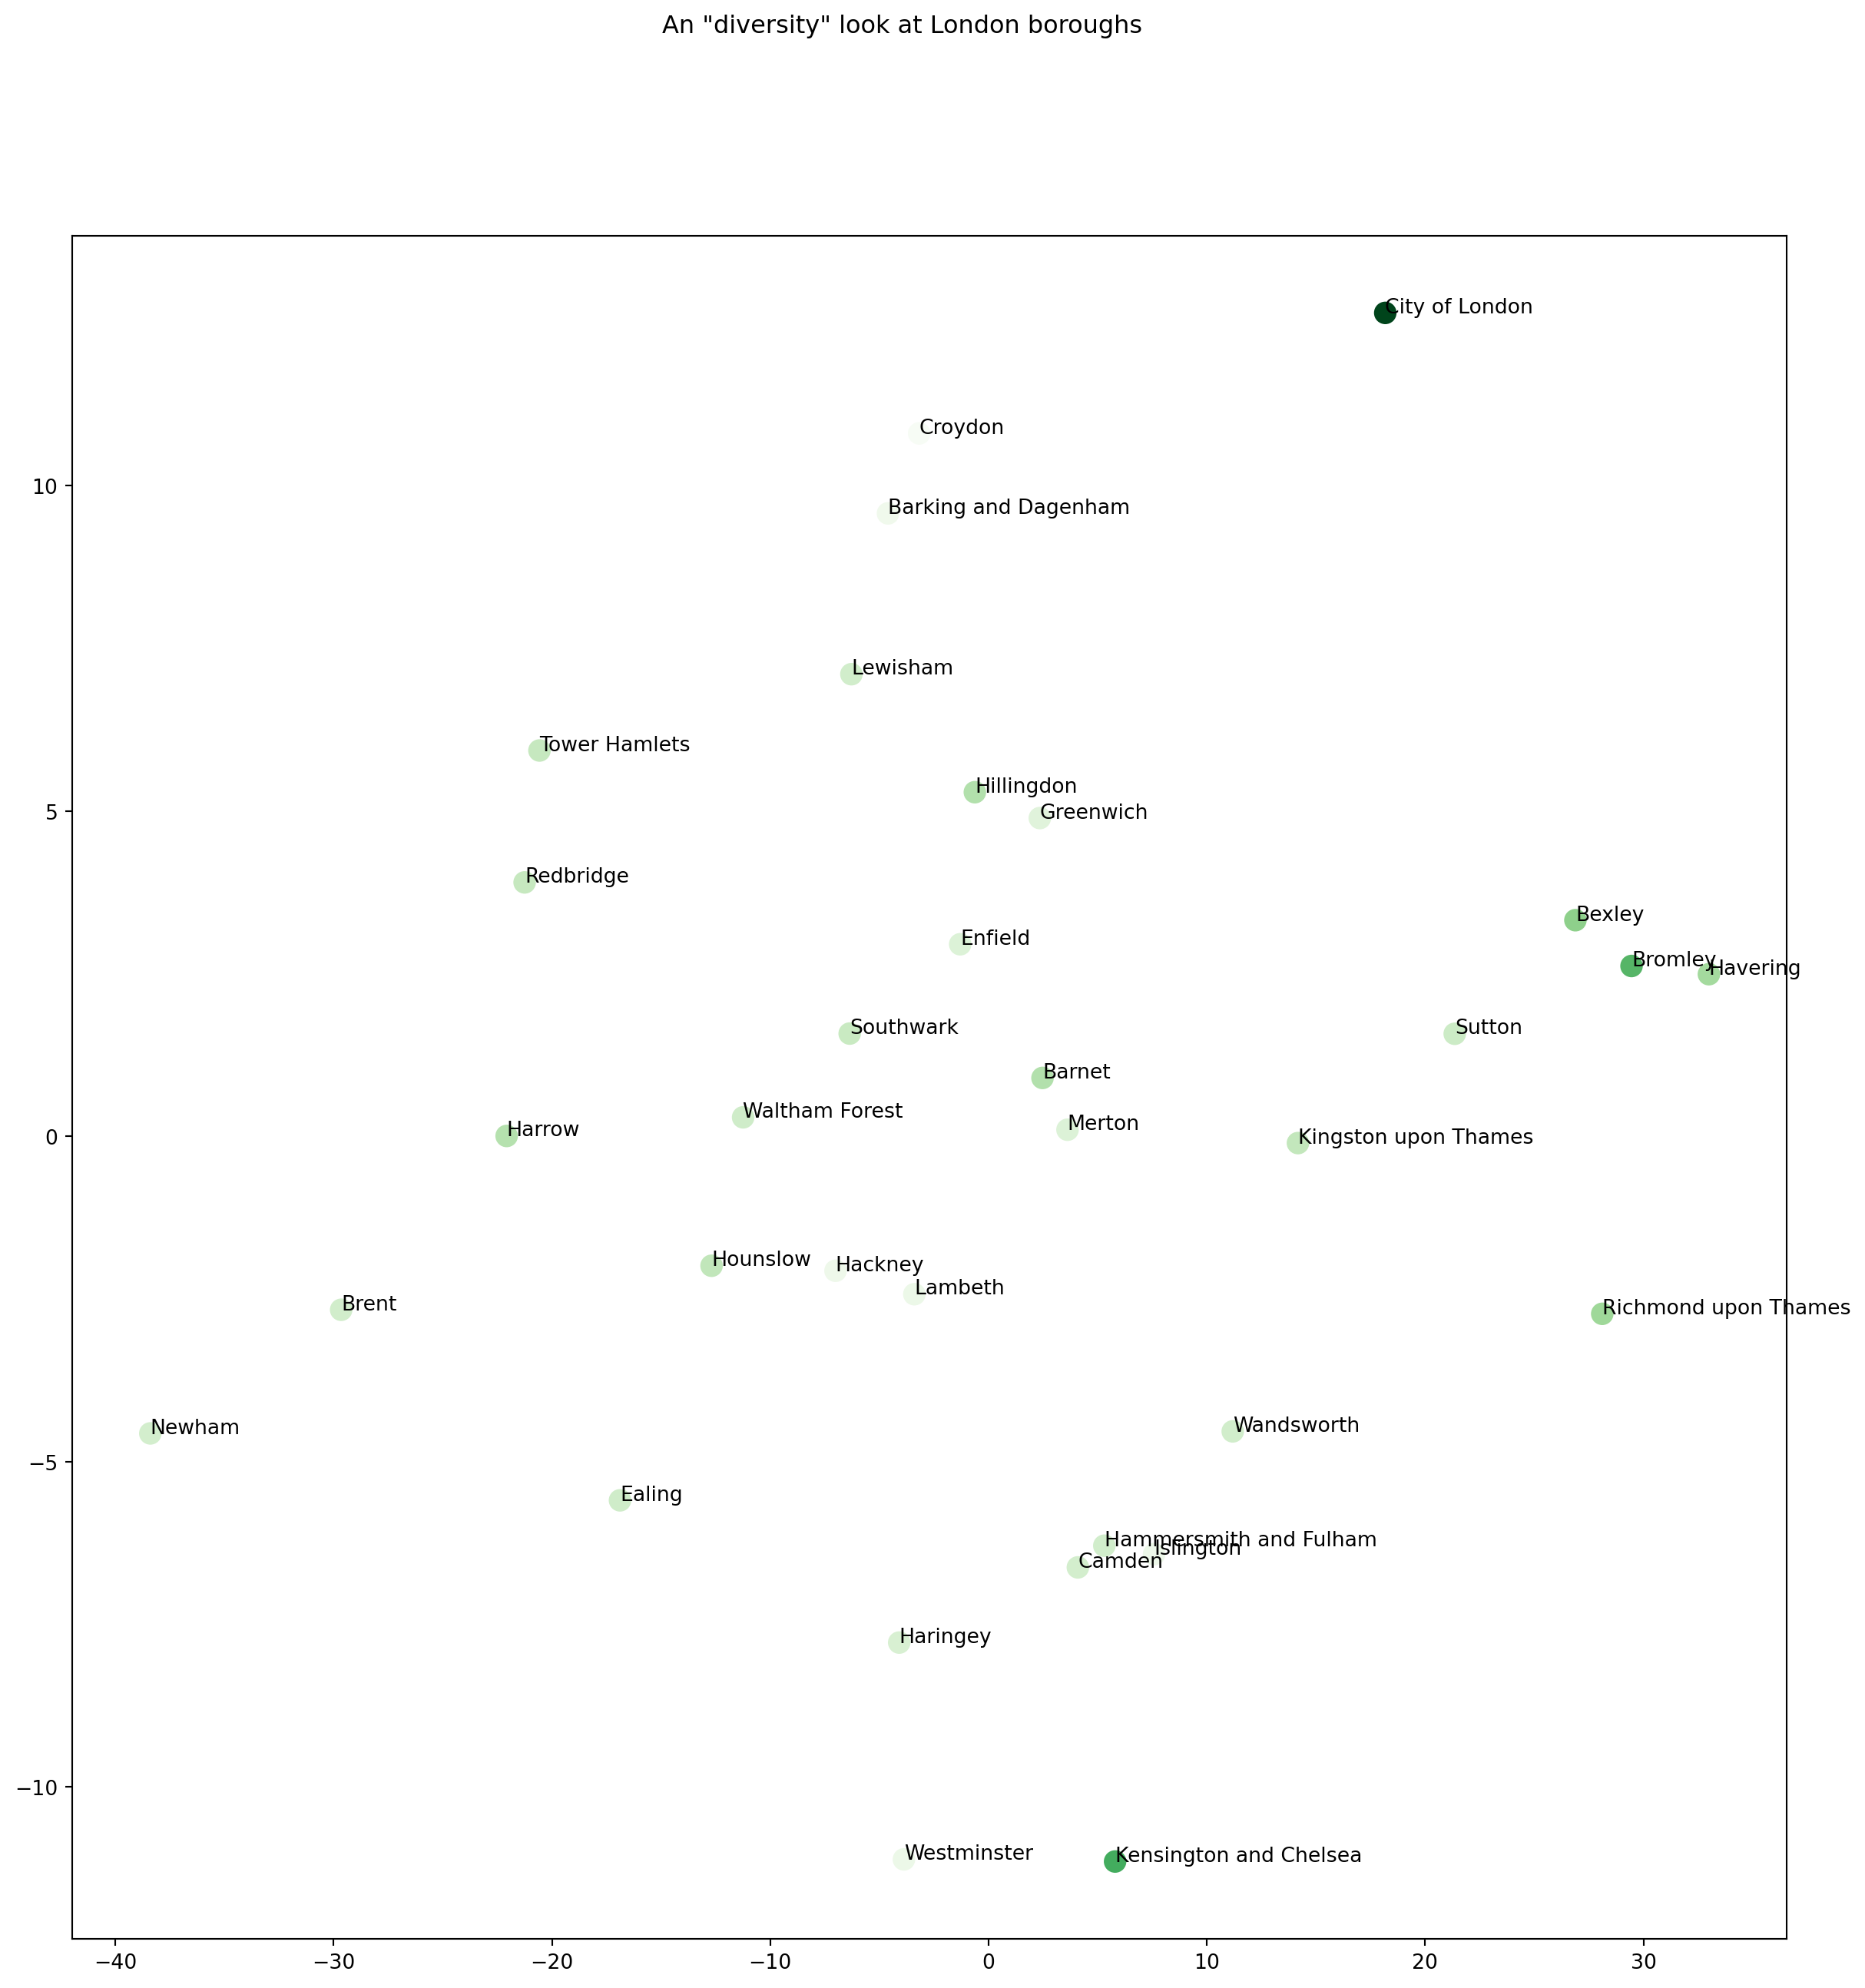 An "diversity" look at London boroughs
City of London
Croydon
10
Barking and Dagenham
Lewisham
Tower Hamlets
Hillingdon
5
Greenwich
Redbridge
Bexley
Enfield
Bromley
Havering
Southwark
Sutton
Barnet
Waltham Forest
Merton
0
Harrow
Kingston upon Thames
Hounslow
Hackney
Lambeth
Brent
Richmond upon Thames
Newham
Wandsworth
−5
Ealing
Hammersmith and Fulham
Islington
Camden
Haringey
−10
Westminster
Kensington and Chelsea
−40 −30 −20 −10 0 10 20 30